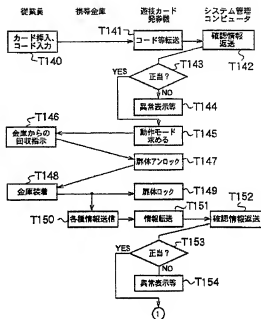 従業員 携帯金庫 遊技カード発券機 システム管理コンピュータ
カード挿入、コード入力
T140
T141
コード等転送
確認情報返送
T142
T143
正当?
YES
NO
T144
異常表示等
T145
動作モード求める
T146
金庫からの回収指示
T147
扉体アンロック
T148
金庫装着
T149
扉体ロック
T150
各種情報送信
T151
情報転送
T152
確認情報返送
T153
正当?
YES
NO
T154
異常表示等
1